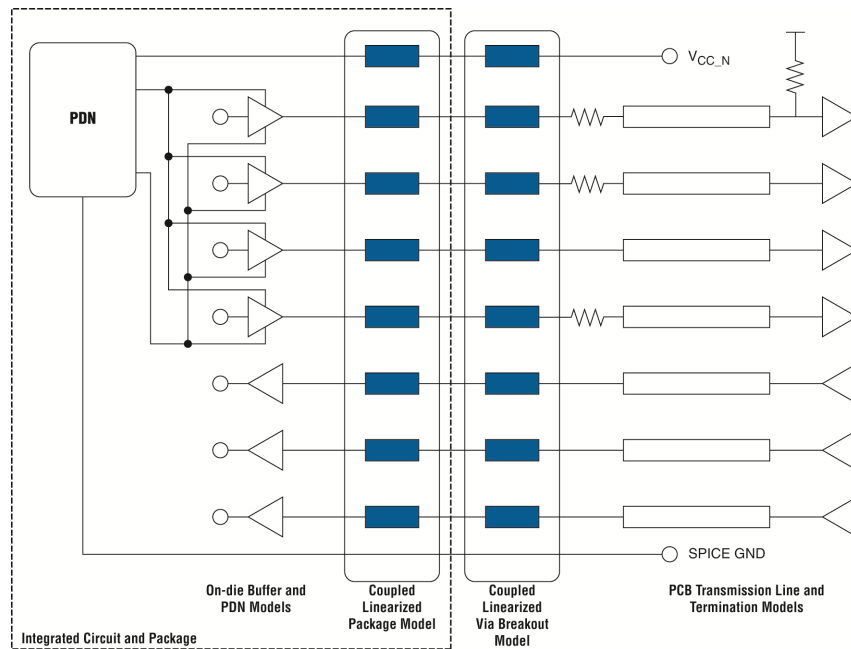 PDN
V CC_N
SPICE GND
On-die Buffer and
PDN Models
Coupled
Linearized
Package Model
Coupled
Linearized
Via Breakout
Model
PCB Transmission Line and
Termination Models
Integrated Circuit and Package